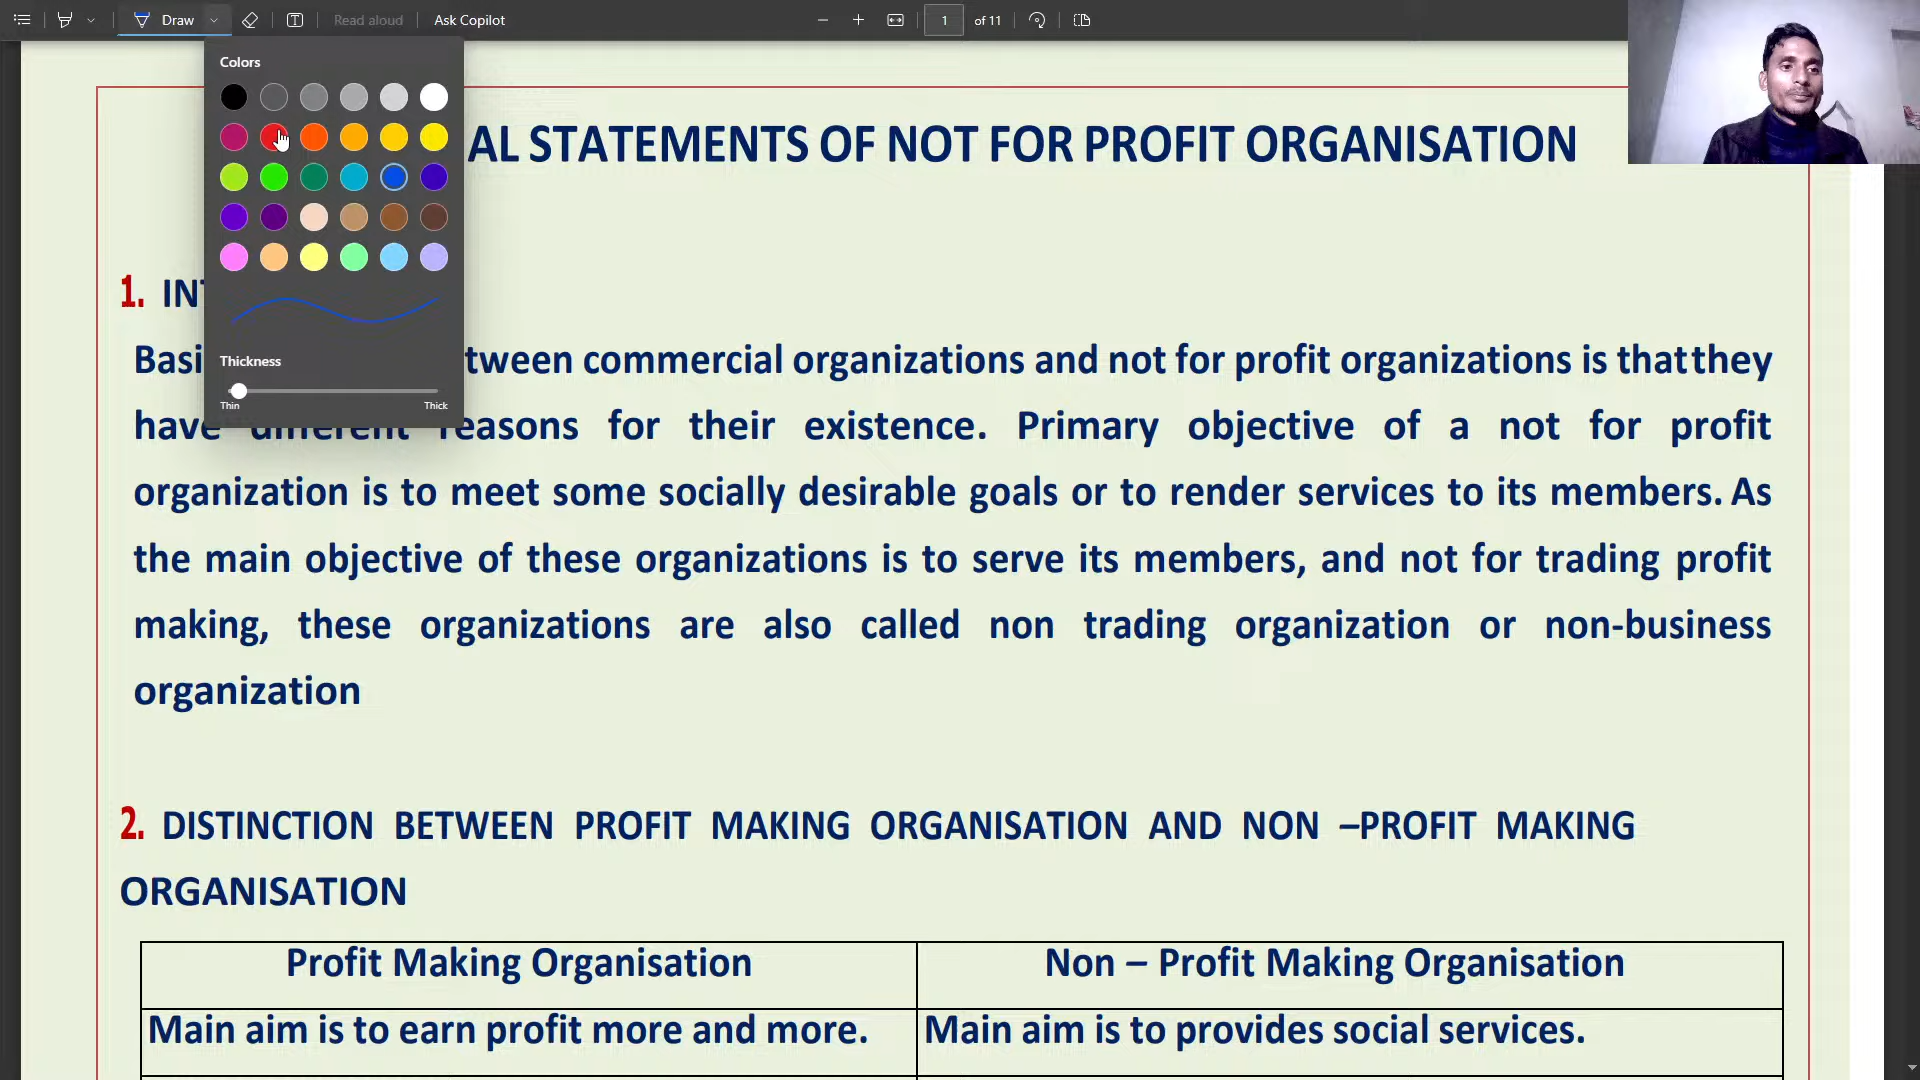 Draw
Read aloud
Ask Copilot
1
of 11
Colors
Thickness
Thin
Thick
AL STATEMENTS OF NOT FOR PROFIT ORGANISATION
1. INT
Basi tween commercial organizations and not for profit organizations is that they
have different reasons for their existence. Primary objective of a not for profit
organization is to meet some socially desirable goals or to render services to its members. As
the main objective of these organizations is to serve its members, and not for trading profit
making, these organizations are also called non trading organization or non-business
organization
2. DISTINCTION BETWEEN PROFIT MAKING ORGANISATION AND NON –PROFIT MAKING
ORGANISATION
Profit Making Organisation
Non – Profit Making Organisation
Main aim is to earn profit more and more.
Main aim is to provides social services.